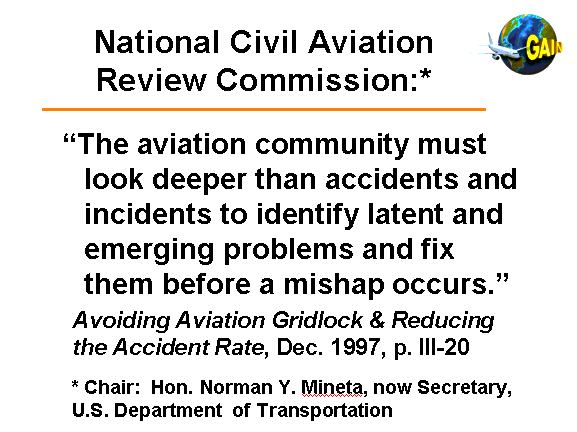 National Civil Aviation
Review Commission:*
GAIN
“The aviation community must
look deeper than accidents and
incidents to identify latent and
emerging problems and fix
them before a mishap occurs.”
Avoiding Aviation Gridlock & Reducing
the Accident Rate, Dec. 1997, p. III-20
* Chair:  Hon. Norman Y. Mineta, now Secretary,
U.S. Department  of Transportation